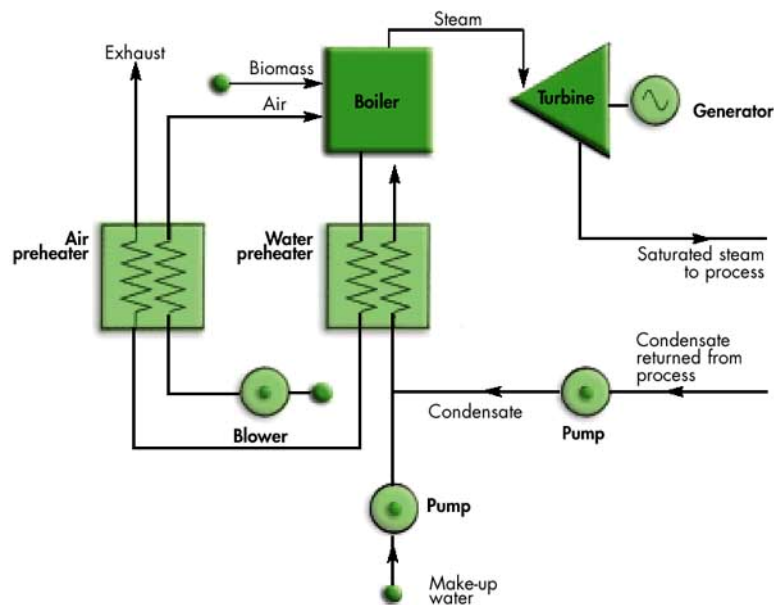 Steam
Exhaust
Biomass
Boiler
Air
Turbine
Generator
Air
preheater
Water
preheater
Saturated steam
to process
Condensate
returned from
process
Condensate
Blower
Pump
Pump
Make-up
water